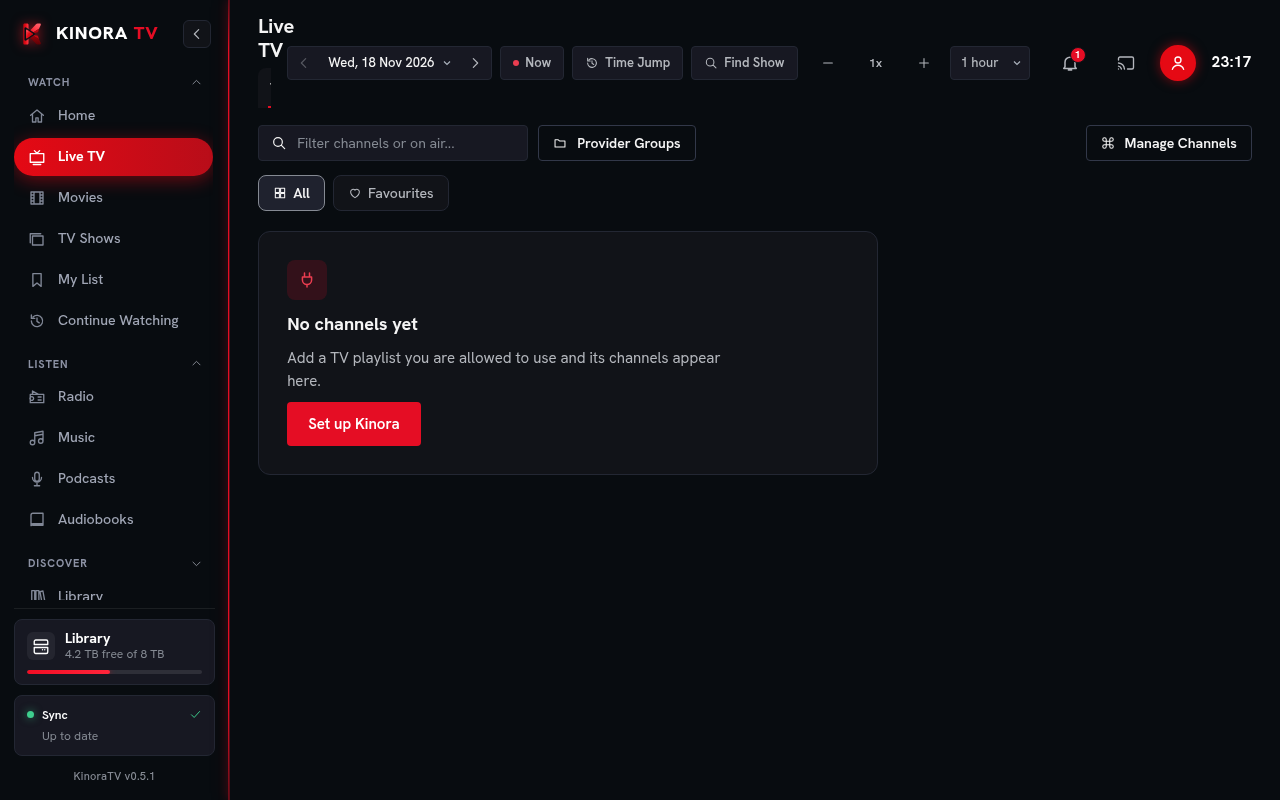 KINORA TV
WATCH
Home
Live TV
Movies
TV Shows
My List
Continue Watching
LISTEN
Radio
Music
Podcasts
Audiobooks
DISCOVER
Library
Library
4.2 TB free of 8 TB
Sync
Up to date
KinoraTV v0.5.1
Live
TV
Wed, 18 Nov 2026
Now
Time Jump
Find Show
1x
1 hour
1
23:17
Filter channels or on air...
Provider Groups
Manage Channels
All
Favourites
No channels yet
Add a TV playlist you are allowed to use and its channels appear
here.
Set up Kinora